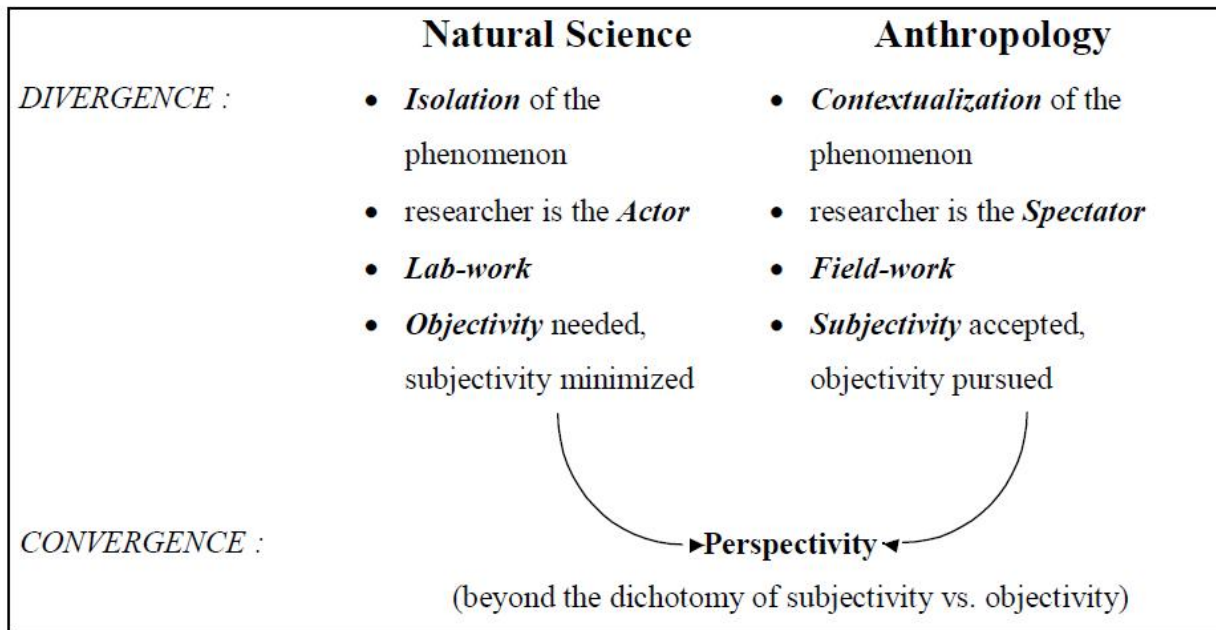 Natural Science Anthropology
DIVERGENCE : • Isolation of the • Contextualization of the
phenomenon phenomenon
• researcher is the Actor • researcher is the Spectator
• Lab-work • Field-work
• Objectivity needed, • Subjectivity accepted,
subjectivity minimized objectivity pursued
CONVERGENCE : Perspectivity
(beyond the dichotomy of subjectivity vs. objectivity)